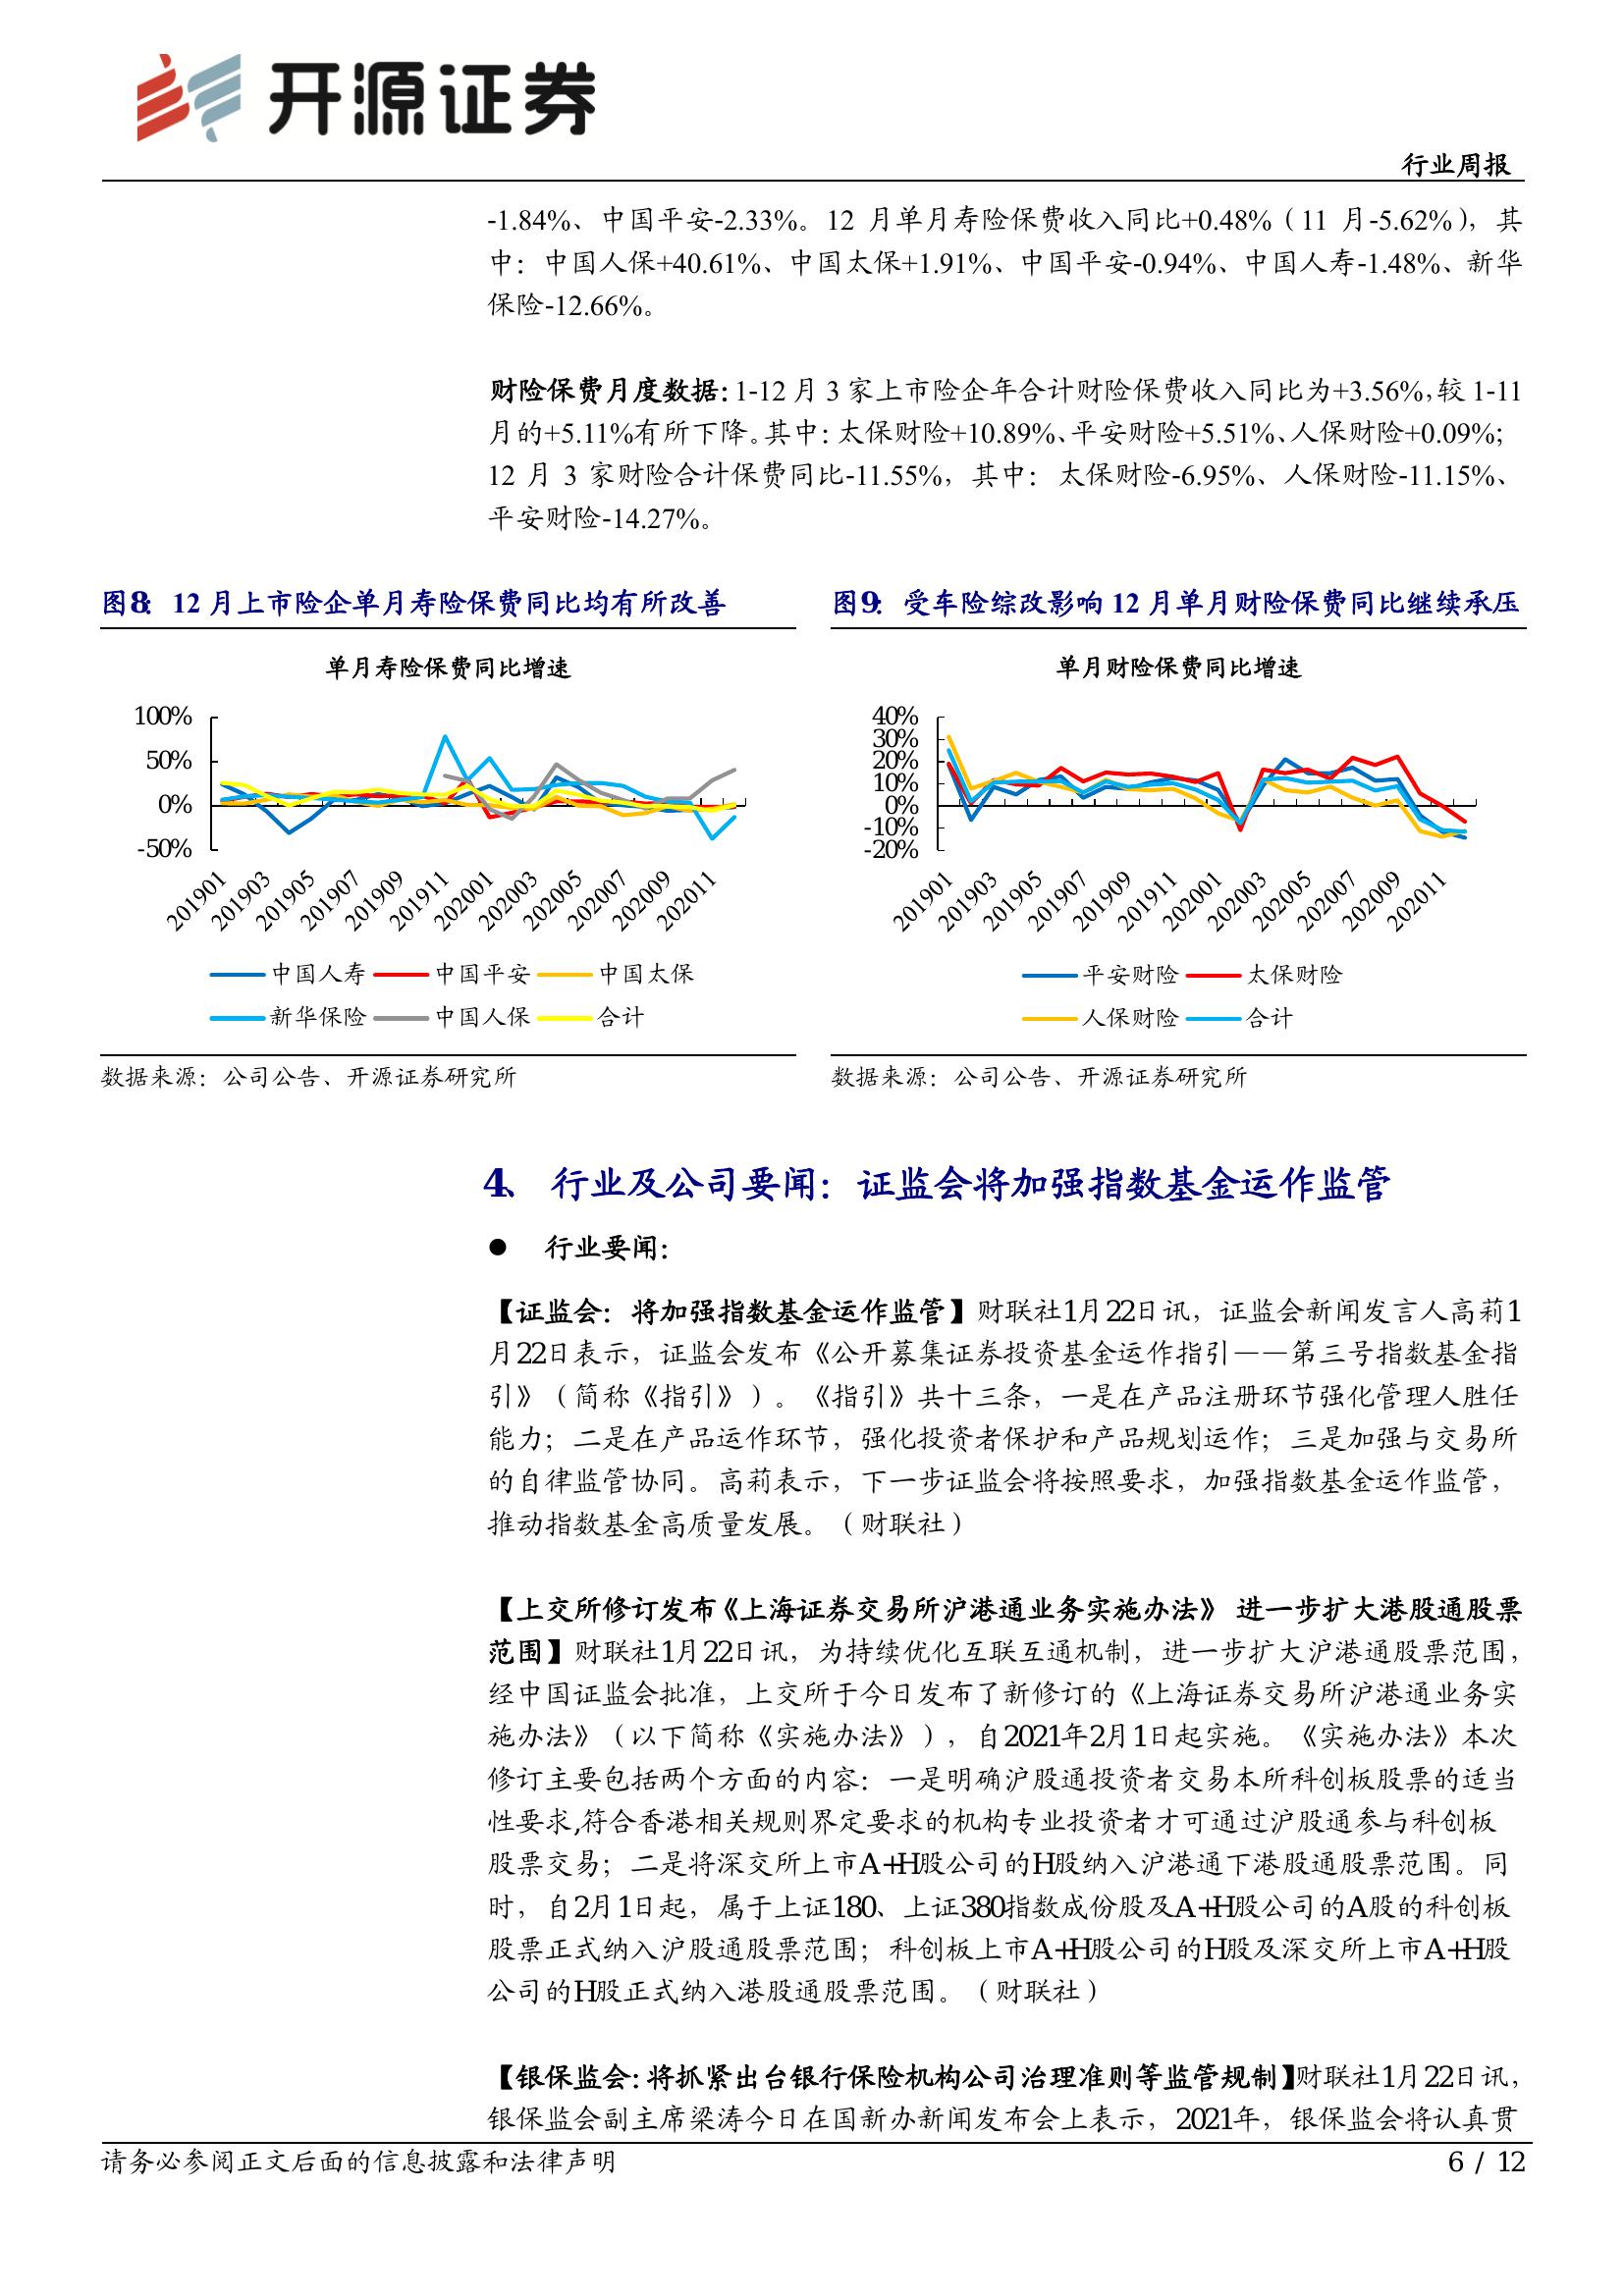 开源证券
行业周报
-1.84%、中国平安-2.33%。12 月单月寿险保费收入同比+0.48%（11 月-5.62%），其
中：中国人保+40.61%、中国太保+1.91%、中国平安-0.94%、中国人寿-1.48%、新华
保险-12.66%。
财险保费月度数据：1-12 月 3 家上市险企年合计财险保费收入同比为+3.56%，较 1-11
月的+5.11%有所下降。其中：太保财险+10.89%、平安财险+5.51%、人保财险+0.09%；
12 月 3 家财险合计保费同比-11.55%，其中：太保财险-6.95%、人保财险-11.15%、
平安财险-14.27%。
图8：12 月上市险企单月寿险保费同比均有所改善
单月寿险保费同比增速
100%
50%
0%
-50%
201901 201903 201905 201907 201909 201911 202001 202003 202005 202007 202009 202011
中国人寿 中国平安 中国太保
新华保险 中国人保 合计
数据来源：公司公告、开源证券研究所
图9：受车险综改影响 12 月单月财险保费同比继续承压
单月财险保费同比增速
40%
30%
20%
10%
0%
-10%
-20%
201901 201903 201905 201907 201909 201911 202001 202003 202005 202007 202009 202011
平安财险 太保财险
人保财险 合计
数据来源：公司公告、开源证券研究所
4、 行业及公司要闻：证监会将加强指数基金运作监管
● 行业要闻：
【证监会：将加强指数基金运作监管】财联社1月22日讯，证监会新闻发言人高莉1
月22日表示，证监会发布《公开募集证券投资基金运作指引——第三号指数基金指
引》（简称《指引》）。《指引》共十三条，一是在产品注册环节强化管理人胜任
能力；二是在产品运作环节，强化投资者保护和产品规划运作；三是加强与交易所
的自律监管协同。高莉表示，下一步证监会将按照要求，加强指数基金运作监管，
推动指数基金高质量发展。（财联社）
【上交所修订发布《上海证券交易所沪港通业务实施办法》 进一步扩大港股通股票
范围】财联社1月22日讯，为持续优化互联互通机制，进一步扩大沪港通股票范围，
经中国证监会批准，上交所于今日发布了新修订的《上海证券交易所沪港通业务实
施办法》（以下简称《实施办法》），自2021年2月1日起实施。《实施办法》本次
修订主要包括两个方面的内容：一是明确沪股通投资者交易本所科创板股票的适当
性要求,符合香港相关规则界定要求的机构专业投资者才可通过沪股通参与科创板
股票交易；二是将深交所上市A+H股公司的H股纳入沪港通下港股通股票范围。同
时，自2月1日起，属于上证180、上证380指数成份股及A+H股公司的A股的科创板
股票正式纳入沪股通股票范围；科创板上市A+H股公司的H股及深交所上市A+H股
公司的H股正式纳入港股通股票范围。（财联社）
【银保监会：将抓紧出台银行保险机构公司治理准则等监管规制】财联社1月22日讯，
银保监会副主席梁涛今日在国新办新闻发布会上表示，2021年，银保监会将认真贯
请务必参阅正文后面的信息披露和法律声明
6 / 12